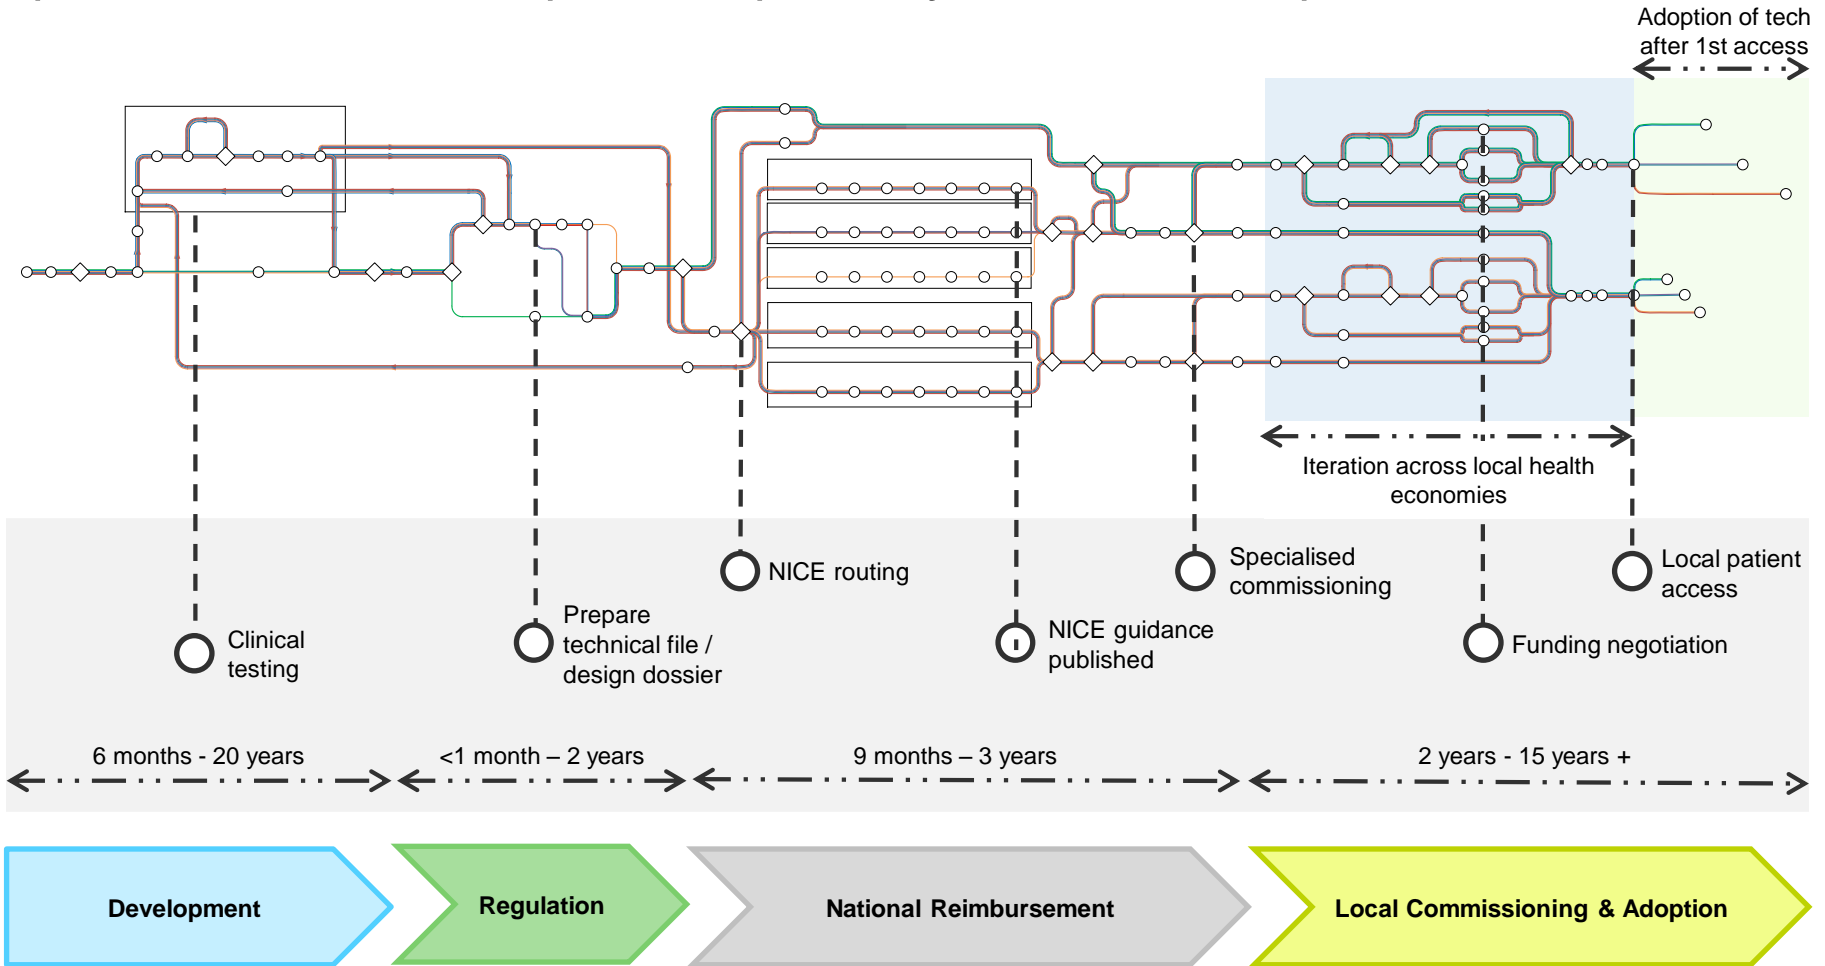 Adoption of tech
after 1st access
Iteration across local health
economies
NICE routing
Specialised
commissioning
Local patient
access
Clinical
testing
Prepare
technical file /
design dossier
NICE guidance
published
Funding negotiation
6 months - 20 years
<1 month – 2 years
9 months – 3 years
2 years - 15 years +
Development
Regulation
National Reimbursement
Local Commissioning & Adoption